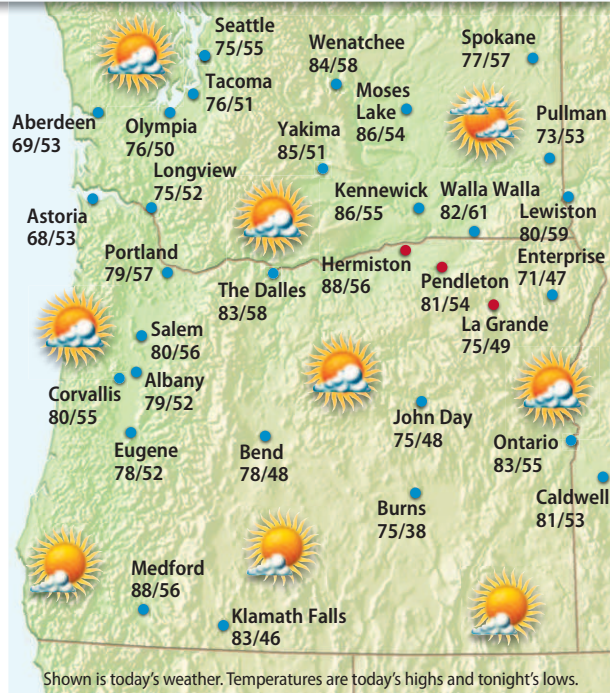 Seattle
75/55
Wenatchee
84/58
Spokane
77/57
Tacoma
76/51
Moses
Lake
86/54
Aberdeen
69/53
Olympia
76/50
Yakima
85/51
Pullman
73/53
Longview
75/52
Kennewick
86/55
Walla Walla
82/61
Lewiston
80/59
Astoria
68/53
Portland
79/57
The Dalles
83/58
Hermiston
88/56
Pendleton
81/54
Enterprise
71/47
La Grande
75/49
Salem
80/56
Corvallis
80/55
Albany
79/52
John Day
75/48
Eugene
78/52
Bend
78/48
Ontario
83/55
Burns
75/38
Caldwell
81/53
Medford
88/56
Klamath Falls
83/46
Shown is today's weather. Temperatures are today's highs and tonight's lows.